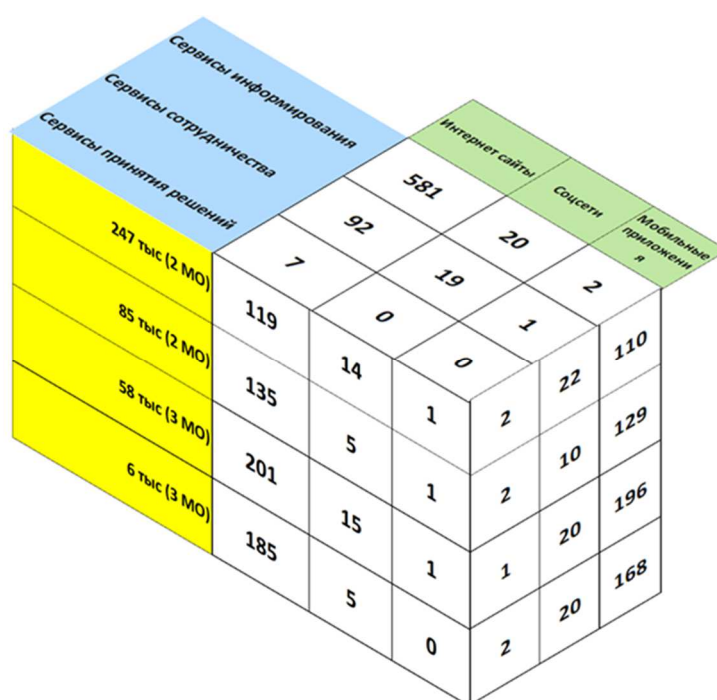 Сервисы информирования
Сервисы сотрудничества
Сервисы принятия решений
Интернет сайты
Соцсети
Мобильные
приложени
я
581
20
2
92
19
1
7
0
0
247 тыс (2 МО)
119
14
1
2
22
110
85 тыс (2 МО)
135
5
1
2
10
129
58 тыс (3 МО)
201
15
1
1
20
196
6 тыс (3 МО)
185
5
0
2
20
168